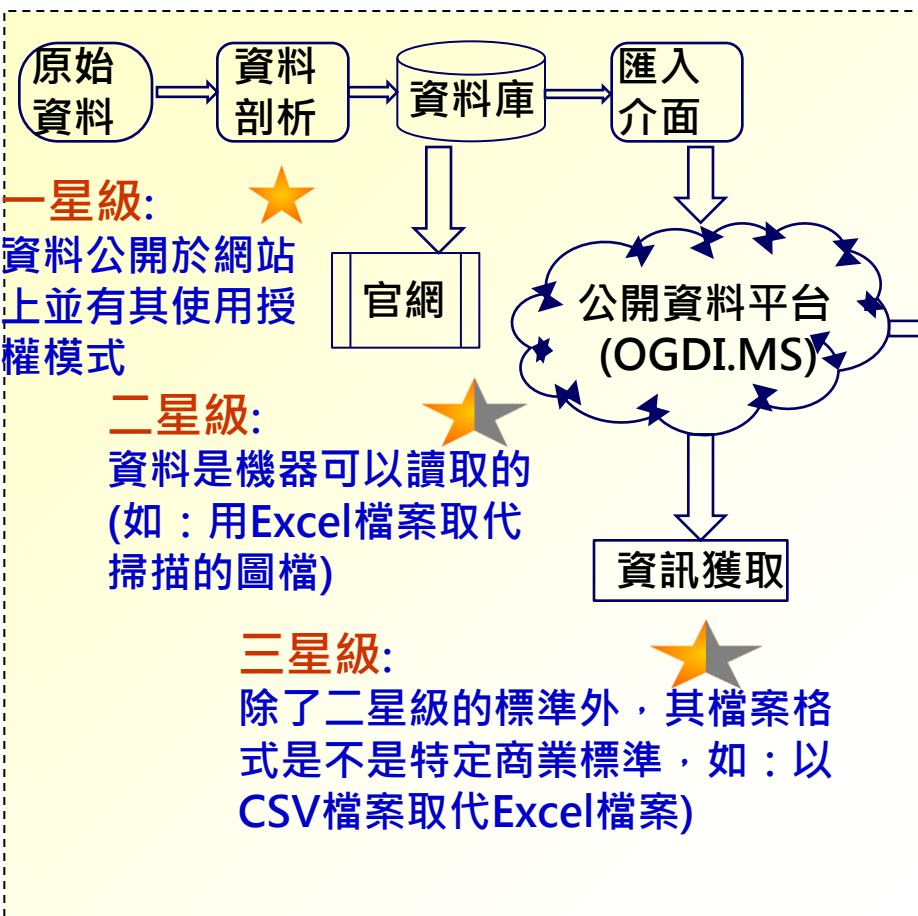 原始
資料
資料
剖析
資料庫
匯入
介面
一星級:
資料公開於網站
上並有其使用授
權模式
官網
公開資料平台
(OGDI.MS)
二星級:
資料是機器可以讀取的
(如：用Excel檔案取代
掃描的圖檔)
資訊獲取
三星級:
除了二星級的標準外，其檔案格
式是不是特定商業標準，如：以
CSV檔案取代Excel檔案)